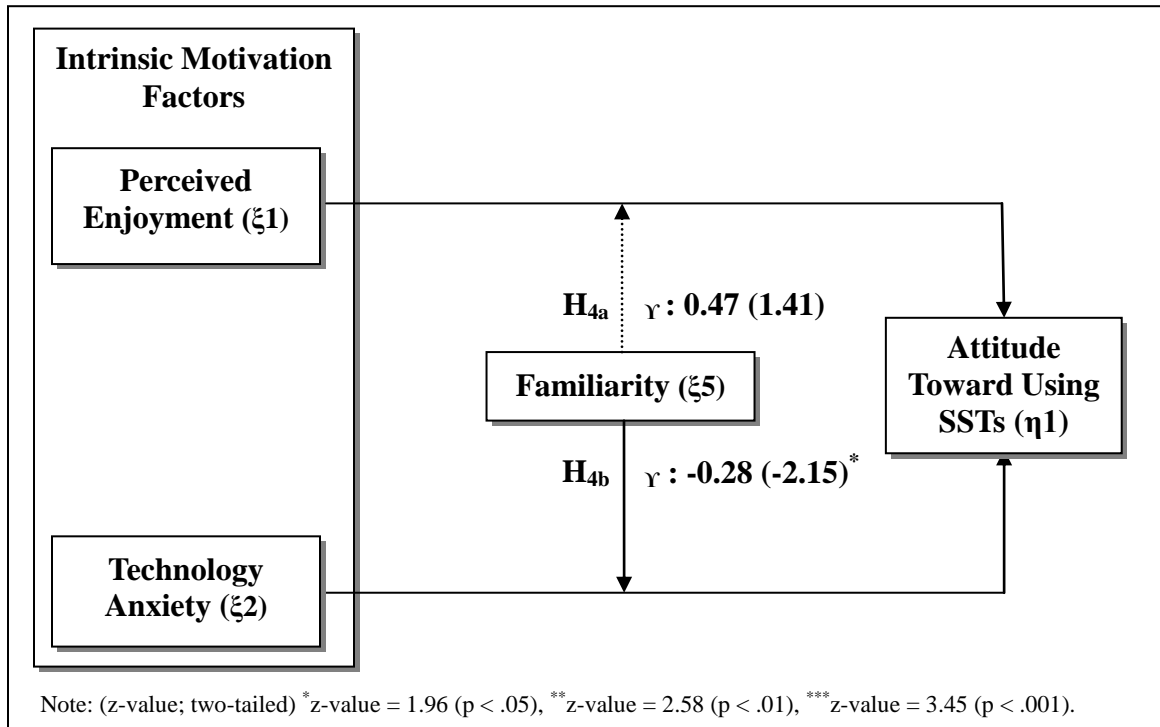 Intrinsic Motivation
Factors
Perceived
Enjoyment (ξ1)
H4a ϒ : 0.47 (1.41)
Familiarity (ξ5)
Attitude
Toward Using
SSTs (η1)
H4b ϒ : -0.28 (-2.15)*
Technology
Anxiety (ξ2)
Note: (z-value; two-tailed) *z-value = 1.96 (p < .05), **z-value = 2.58 (p < .01), ***z-value = 3.45 (p < .001).